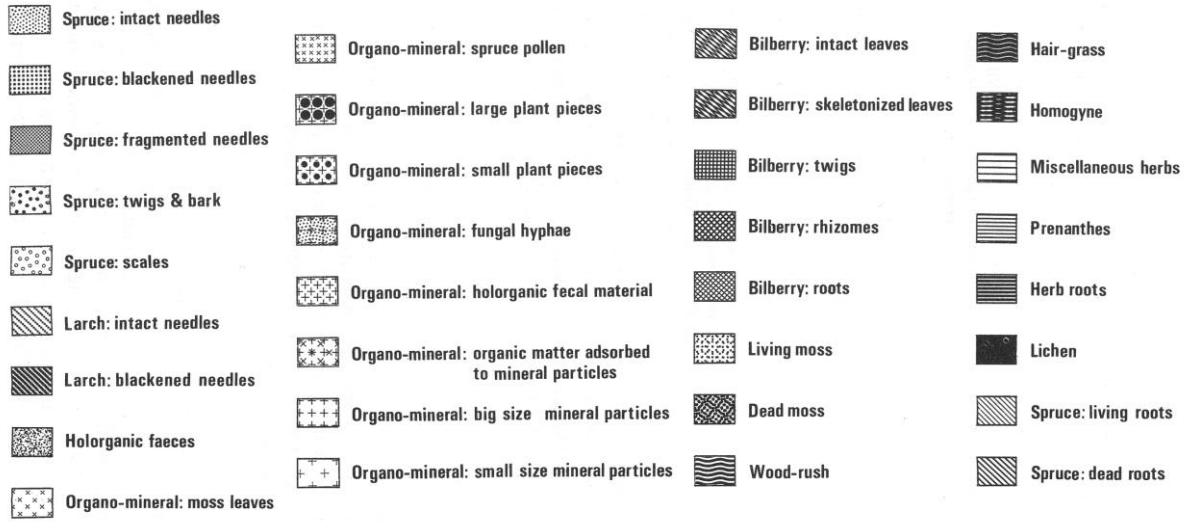 Spruce: intact needles
Spruce: blackened needles
Spruce: fragmented needles
Spruce: twigs & bark
Spruce: scales
Larch: intact needles
Larch: blackened needles
Holorganic faeces
Organo-mineral: moss leaves
Organo-mineral: spruce pollen
Organo-mineral: large plant pieces
Organo-mineral: small plant pieces
Organo-mineral: fungal hyphae
Organo-mineral: holorganic fecal material
Organo-mineral: organic matter adsorbed
to mineral particles
Organo-mineral: big size mineral particles
Organo-mineral: small size mineral particles
Bilberry: intact leaves
Bilberry: skeletonized leaves
Bilberry: twigs
Bilberry: rhizomes
Bilberry: roots
Living moss
Dead moss
Wood-rush
Hair-grass
Homogyne
Miscellaneous herbs
Prenanthes
Herb roots
Lichen
Spruce: living roots
Spruce: dead roots